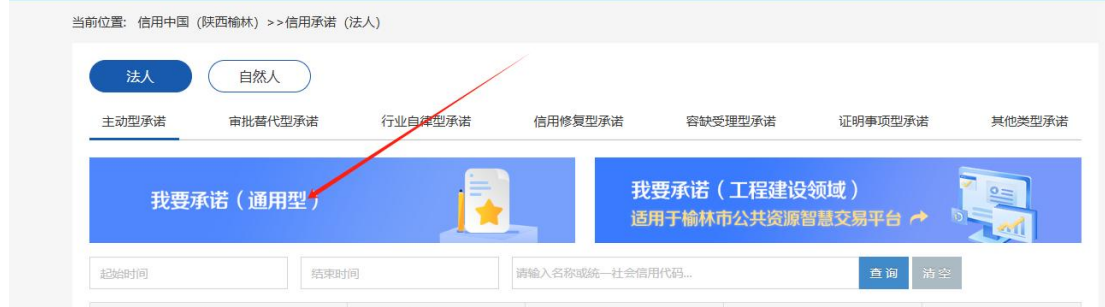 当前位置: 信用中国（陕西榆林）>>信用承诺（法人）
法人 自然人
主动型承诺 审批替代型承诺 行业自律型承诺 信用修复型承诺 容缺受理型承诺 证明事项型承诺 其他类型承诺
我要承诺（通用型）
我要承诺（工程建设领域）
适用于榆林市公共资源智慧交易平台
起始时间 结束时间 请输入名称或统一社会信用代码... 查询 清空